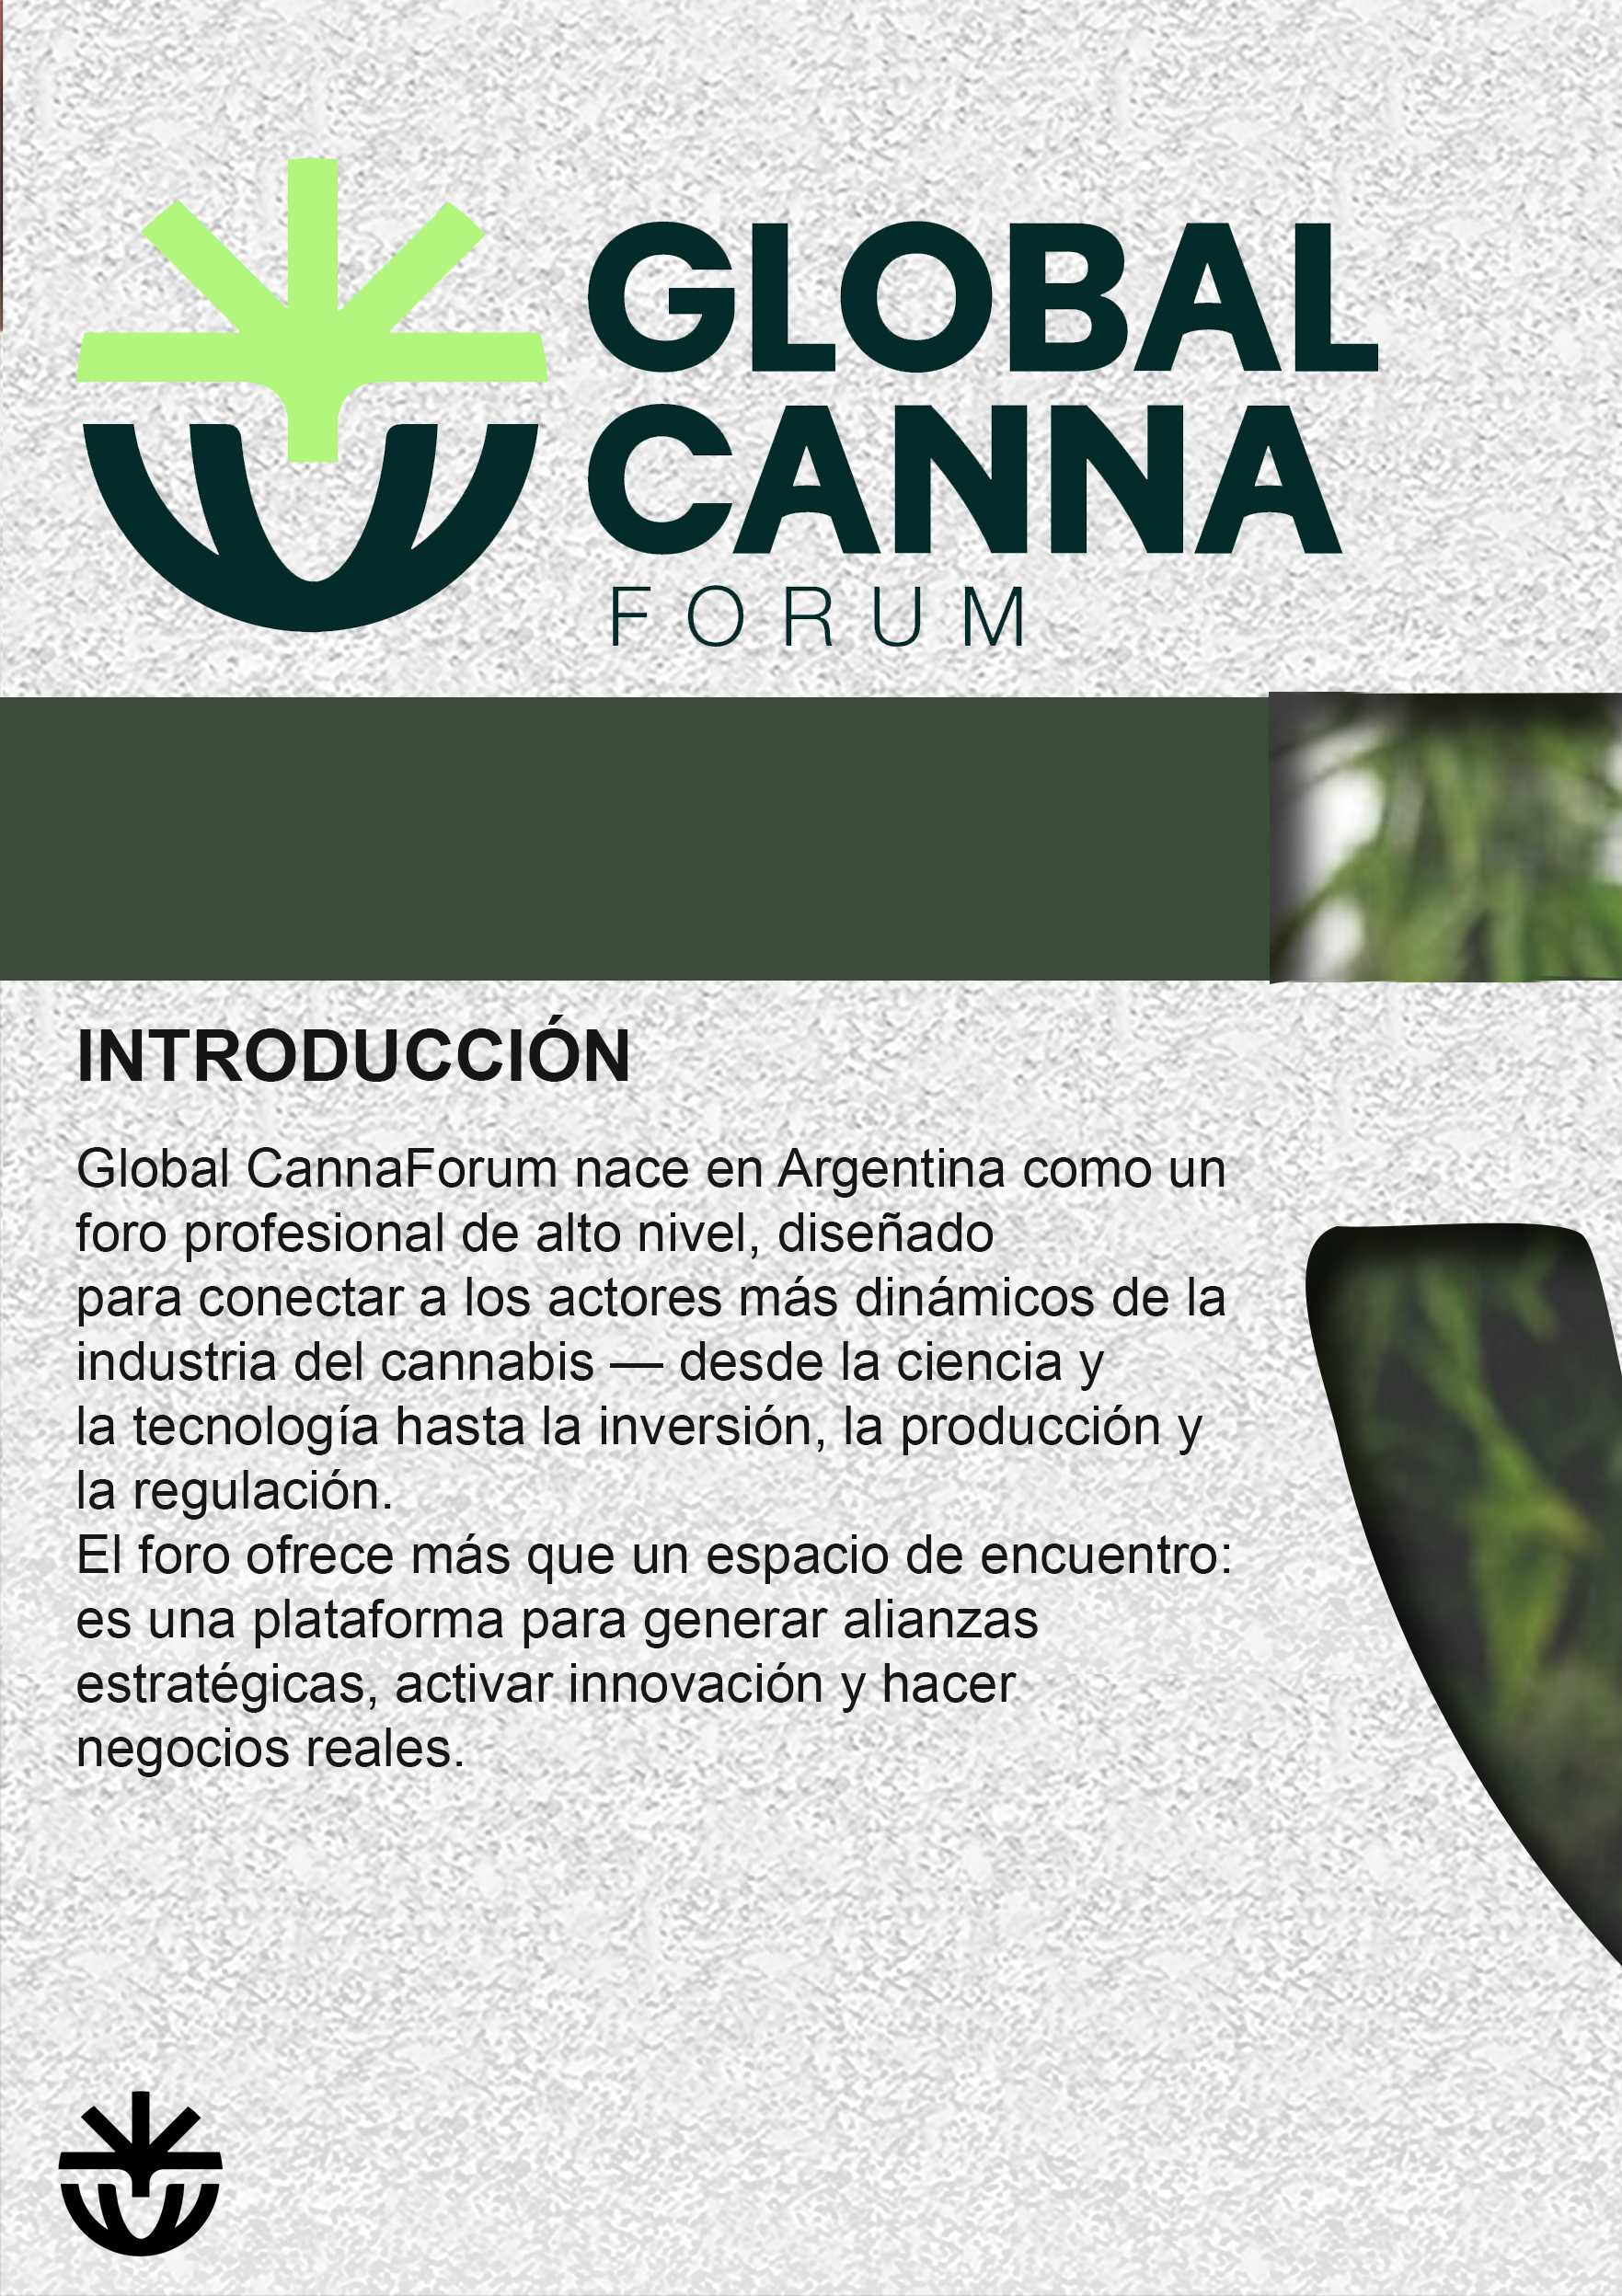 GLOBAL
CANNA
FORUM
INTRODUCCIÓN
Global CannaForum nace en Argentina como un
foro profesional de alto nivel, diseñado
para conectar a los actores más dinámicos de la
industria del cannabis — desde la ciencia y
la tecnología hasta la inversión, la producción y
la regulación.
El foro ofrece más que un espacio de encuentro:
es una plataforma para generar alianzas
estratégicas, activar innovación y hacer
negocios reales.